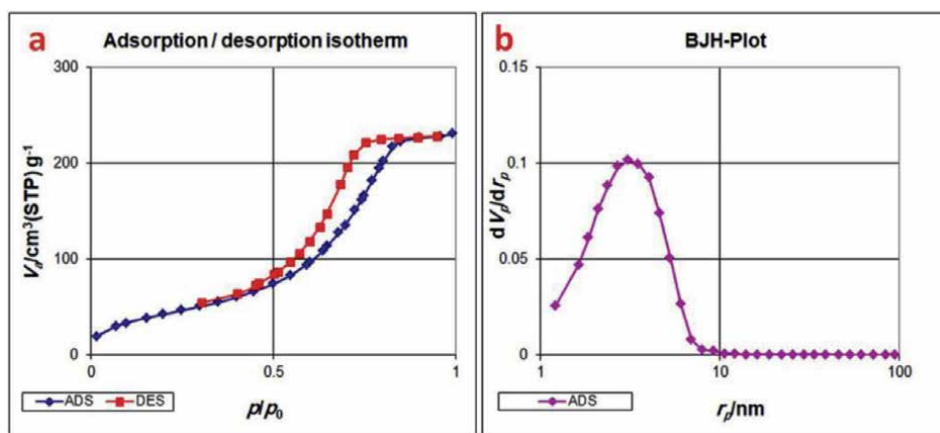 a
Adsorption / desorption isotherm
300
200
100
0
Vₐ/cm³(STP) g⁻¹
0
0.5
1
ADS
DES
p/p₀
b
BJH-Plot
0.15
0.1
0.05
0
dVₚ/drₚ
1
10
100
ADS
rₚ/nm